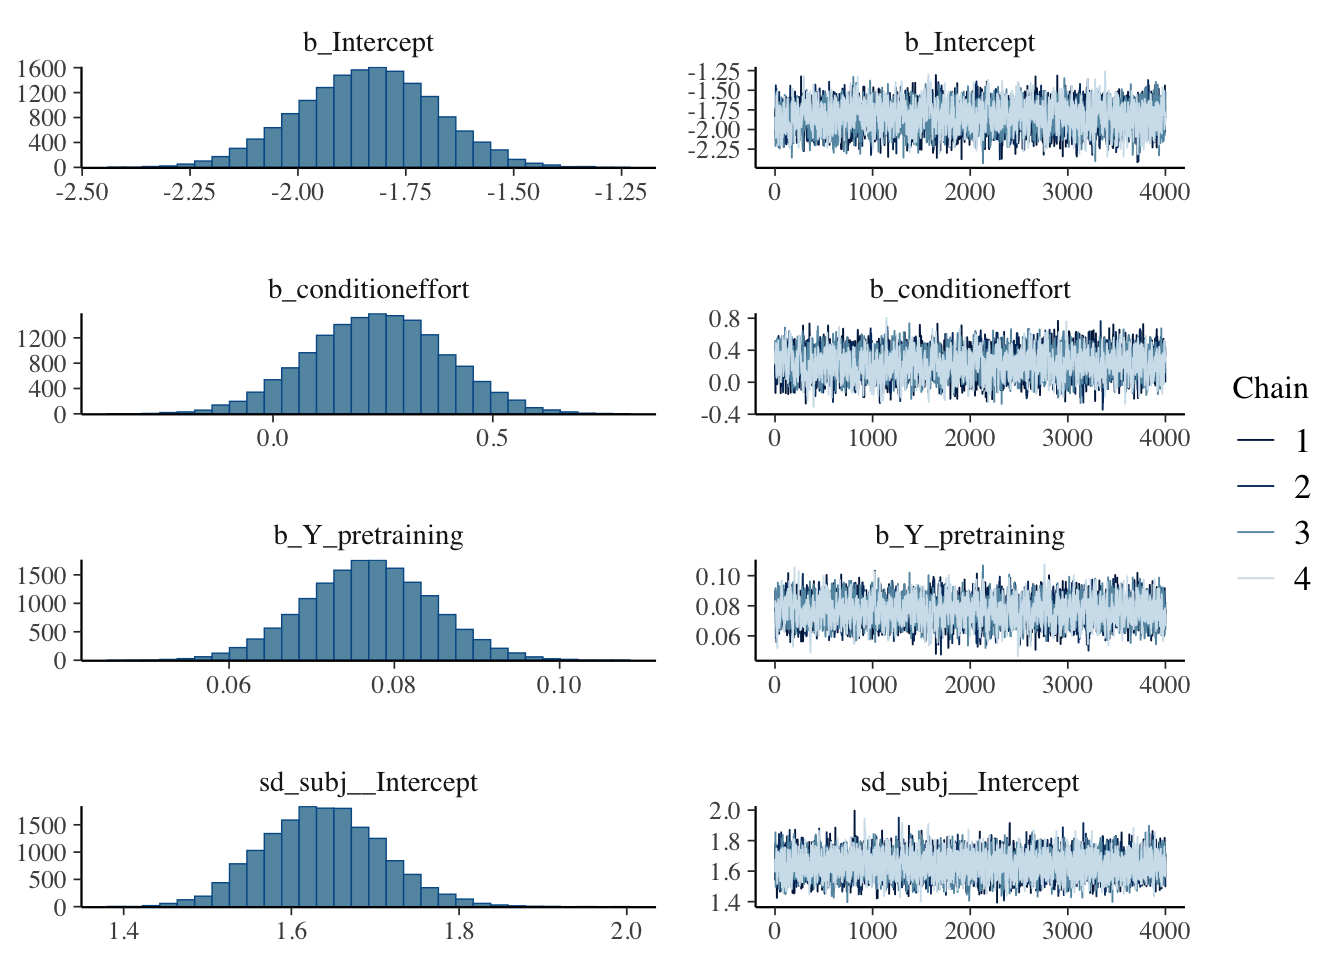 b_Intercept
1600
1200
800
400
0
-2.50 -2.25 -2.00 -1.75 -1.50 -1.25
b_Intercept
-1.25
-1.50
-1.75
-2.00
-2.25
0 1000 2000 3000 4000
b_conditioneffort
1200
800
400
0
0.0 0.5
b_conditioneffort
0.8
0.4
0.0
-0.4
0 1000 2000 3000 4000
b_Y_pretraining
1500
1000
500
0
0.06 0.08 0.10
b_Y_pretraining
0.10
0.08
0.06
0 1000 2000 3000 4000
sd_subj__Intercept
1500
1000
500
0
1.4 1.6 1.8 2.0
sd_subj__Intercept
2.0
1.8
1.6
1.4
0 1000 2000 3000 4000
Chain
1
2
3
4